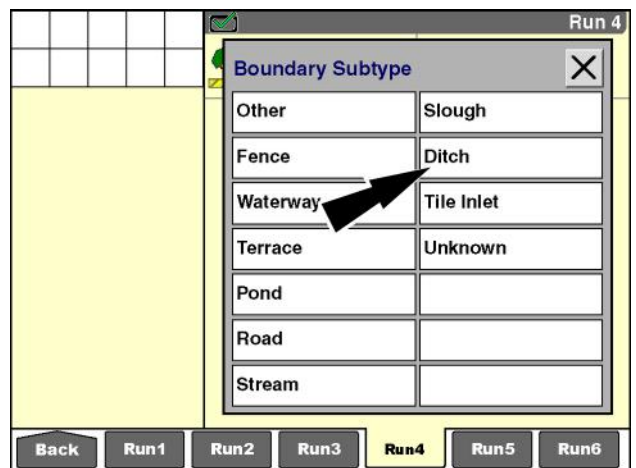 Run 4
Boundary Subtype
Other Slough
Fence Ditch
Waterway Tile Inlet
Terrace Unknown
Pond
Road
Stream
Back Run1 Run2 Run3 Run4 Run5 Run6